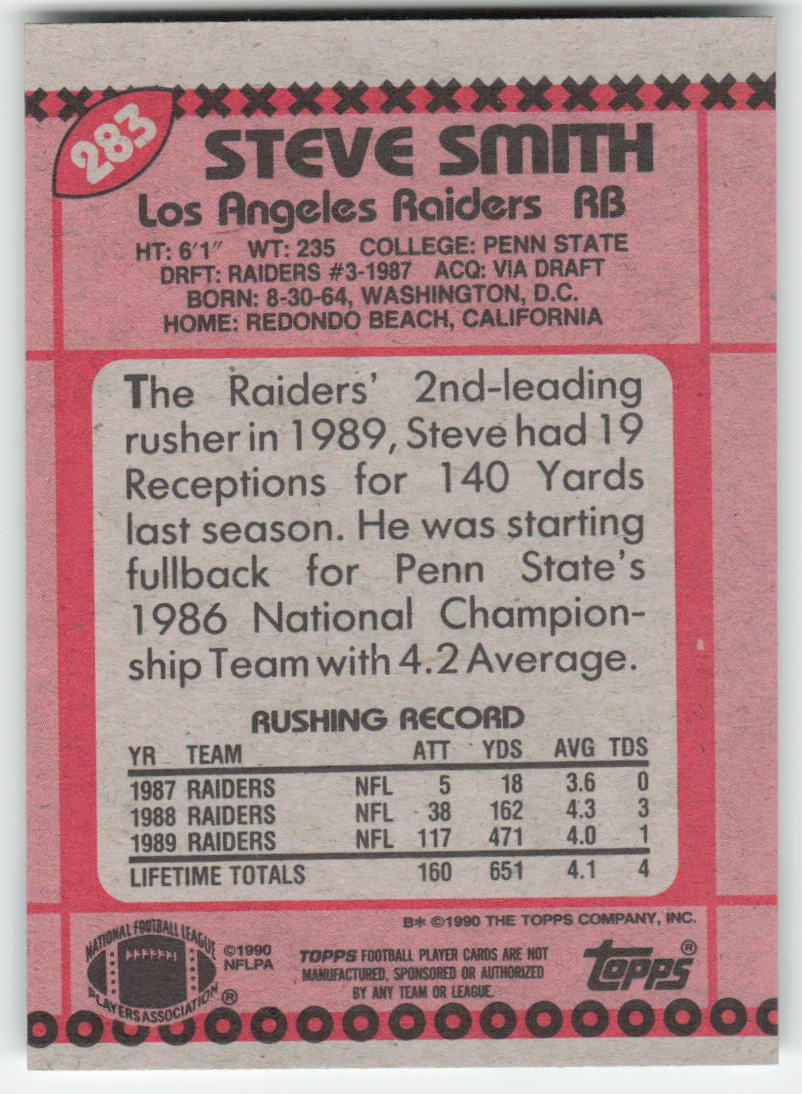 283
STEVE SMITH
Los Angeles Raiders RB
HT: 6'1" WT: 235 COLLEGE: PENN STATE
DRFT: RAIDERS #3-1987 ACQ: VIA DRAFT
BORN: 8-30-64, WASHINGTON, D.C.
HOME: REDONDO BEACH, CALIFORNIA
The Raiders' 2nd-leading
rusher in 1989, Steve had 19
Receptions for 140 Yards
last season. He was starting
fullback for Penn State's
1986 National Champion-
ship Team with 4.2 Average.
RUSHING RECORD
YR TEAM ATT YDS AVG TDS
1987 RAIDERS NFL 5 18 3.6 0
1988 RAIDERS NFL 38 162 4.3 3
1989 RAIDERS NFL 117 471 4.0 1
LIFETIME TOTALS 160 651 4.1 4
B* ©1990 THE TOPPS COMPANY, INC.
NATIONAL FOOTBALL LEAGUE
PLAYERS ASSOCIATION ®
©1990
NFLPA
TOPPS FOOTBALL PLAYER CARDS ARE NOT
MANUFACTURED, SPONSORED OR AUTHORIZED
BY ANY TEAM OR LEAGUE.
topps®